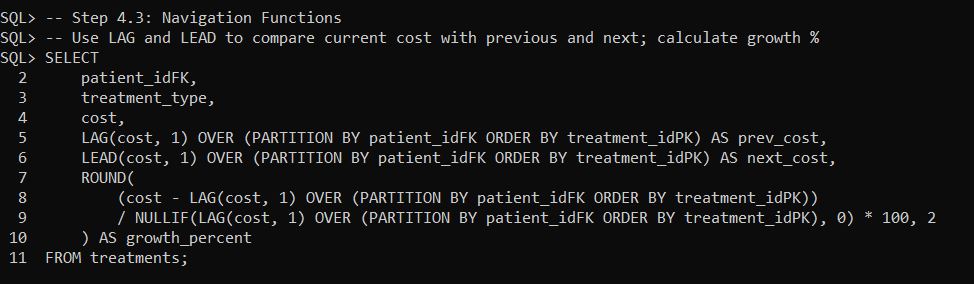 SQL> -- Step 4.3: Navigation Functions
SQL> -- Use LAG and LEAD to compare current cost with previous and next; calculate growth %
SQL> SELECT
  2      patient_idFK,
  3      treatment_type,
  4      cost,
  5      LAG(cost, 1) OVER (PARTITION BY patient_idFK ORDER BY treatment_idPK) AS prev_cost,
  6      LEAD(cost, 1) OVER (PARTITION BY patient_idFK ORDER BY treatment_idPK) AS next_cost,
  7      ROUND(
  8          (cost - LAG(cost, 1) OVER (PARTITION BY patient_idFK ORDER BY treatment_idPK))
  9          / NULLIF(LAG(cost, 1) OVER (PARTITION BY patient_idFK ORDER BY treatment_idPK), 0) * 100, 2
 10      ) AS growth_percent
 11  FROM treatments;